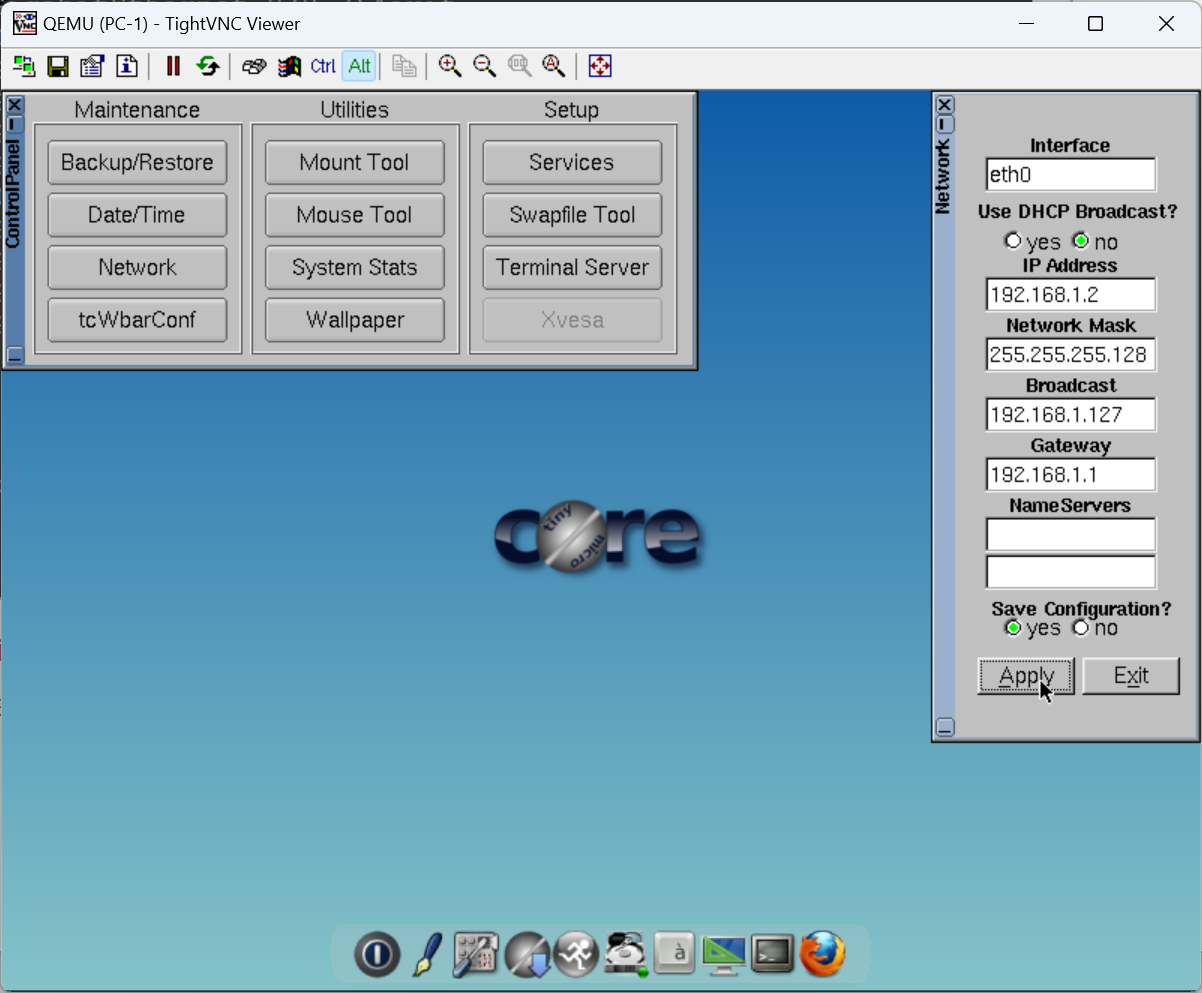 QEMU (PC-1) - TightVNC Viewer
Ctrl Alt
ControlPanel
Maintenance
Backup/Restore
Date/Time
Network
tcWbarConf
Utilities
Mount Tool
Mouse Tool
System Stats
Wallpaper
Setup
Services
Swapfile Tool
Terminal Server
Xvesa
Network
Interface
eth0
Use DHCP Broadcast?
yes no
IP Address
192.168.1.2
Network Mask
255.255.255.128
Broadcast
192.168.1.127
Gateway
192.168.1.1
NameServers
Save Configuration?
yes no
Apply Exit
core
tiny
micro
à